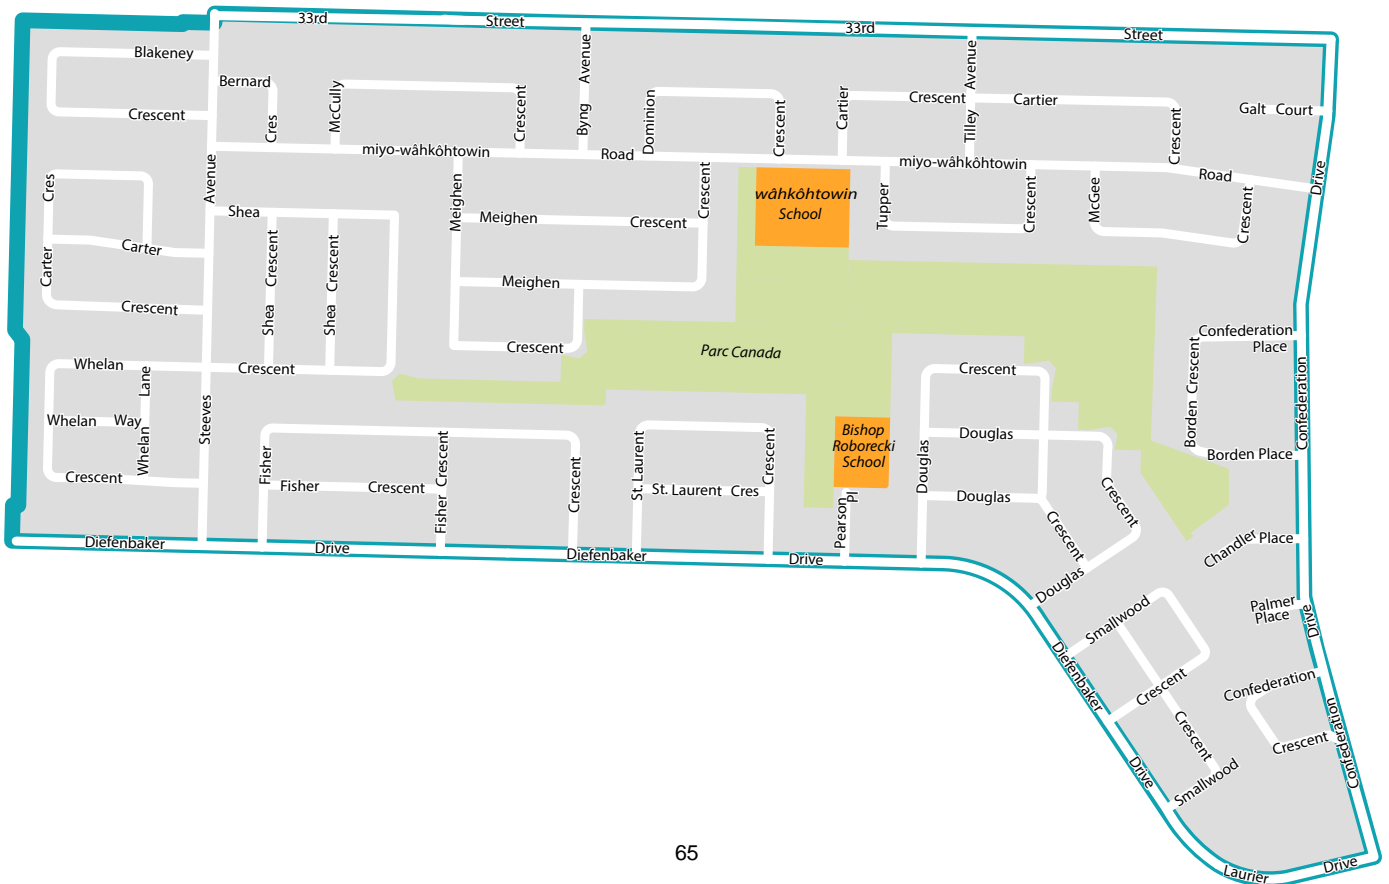 33rd
Street
33rd
Street
Blakeney
Crescent
Bernard
Cres
McCully
Crescent
Byng
Avenue
Dominion
Crescent
Cartier
Crescent
Cartier
Crescent
Tilley
Avenue
Galt Court
miyo-wâhkôhtowin
Road
miyo-wâhkôhtowin
Road
Drive
Avenue
Cres
Carter
Carter
Crescent
Shea
Shea
Crescent
Shea
Crescent
Meighen
Meighen
Crescent
Crescent
Meighen
Crescent
wâhkôhtowin
School
Tupper
Crescent
McGee
Crescent
Parc Canada
Confederation
Place
Borden
Crescent
Borden Place
Confederation
Whelan
Crescent
Whelan
Way
Whelan
Lane
Crescent
Steeves
Fisher
Fisher
Crescent
Fisher
Crescent
Crescent
St. Laurent
Crescent
St. Laurent Cres
Bishop
Roborecki
School
Pearson
Pl
Douglas
Crescent
Douglas
Crescent
Douglas
Crescent
Douglas
Chandler
Place
Palmer
Place
Drive
Diefenbaker
Drive
Diefenbaker
Drive
Smallwood
Crescent
Crescent
Smallwood
Diefenbaker
Drive
Confederation
Crescent
Confederation
Laurier
Drive
65